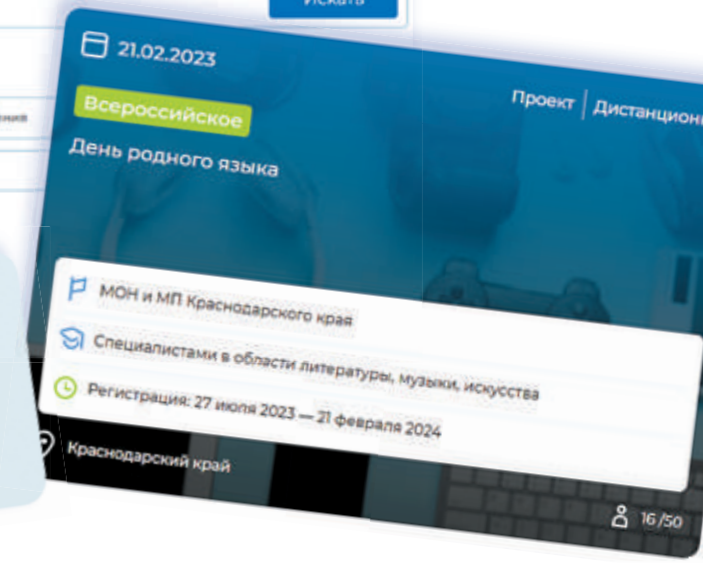 Искать
21.02.2023
Проект | Дистанционн
Всероссийское
День родного языка
МОН и МП Краснодарского края
Специалистами в области литературы, музыки, искусства
Регистрация: 27 июля 2023 — 21 февраля 2024
Краснодарский край
16/50